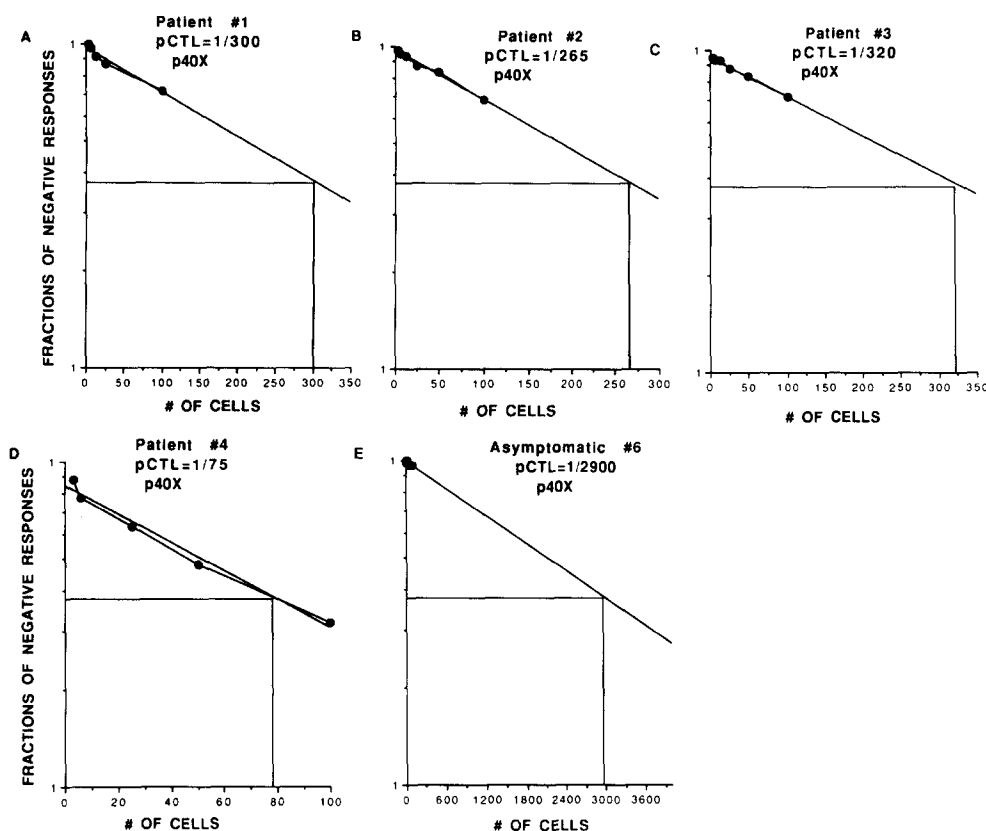 A
Patient #1
pCTL=1/300
p40X
FRACTIONS OF NEGATIVE RESPONSES
1
1
0 50 100 150 200 250 300 350
# OF CELLS
B
Patient #2
pCTL=1/265
p40X
1
1
0 50 100 150 200 250 300
# OF CELLS
C
Patient #3
pCTL=1/320
p40X
1
1
0 50 100 150 200 250 300 350
# OF CELLS
D
Patient #4
pCTL=1/75
p40X
FRACTIONS OF NEGATIVE RESPONSES
1
1
0 20 40 60 80 100
# OF CELLS
E
Asymptomatic #6
pCTL=1/2900
p40X
1
1
0 600 1200 1800 2400 3000 3600
# OF CELLS